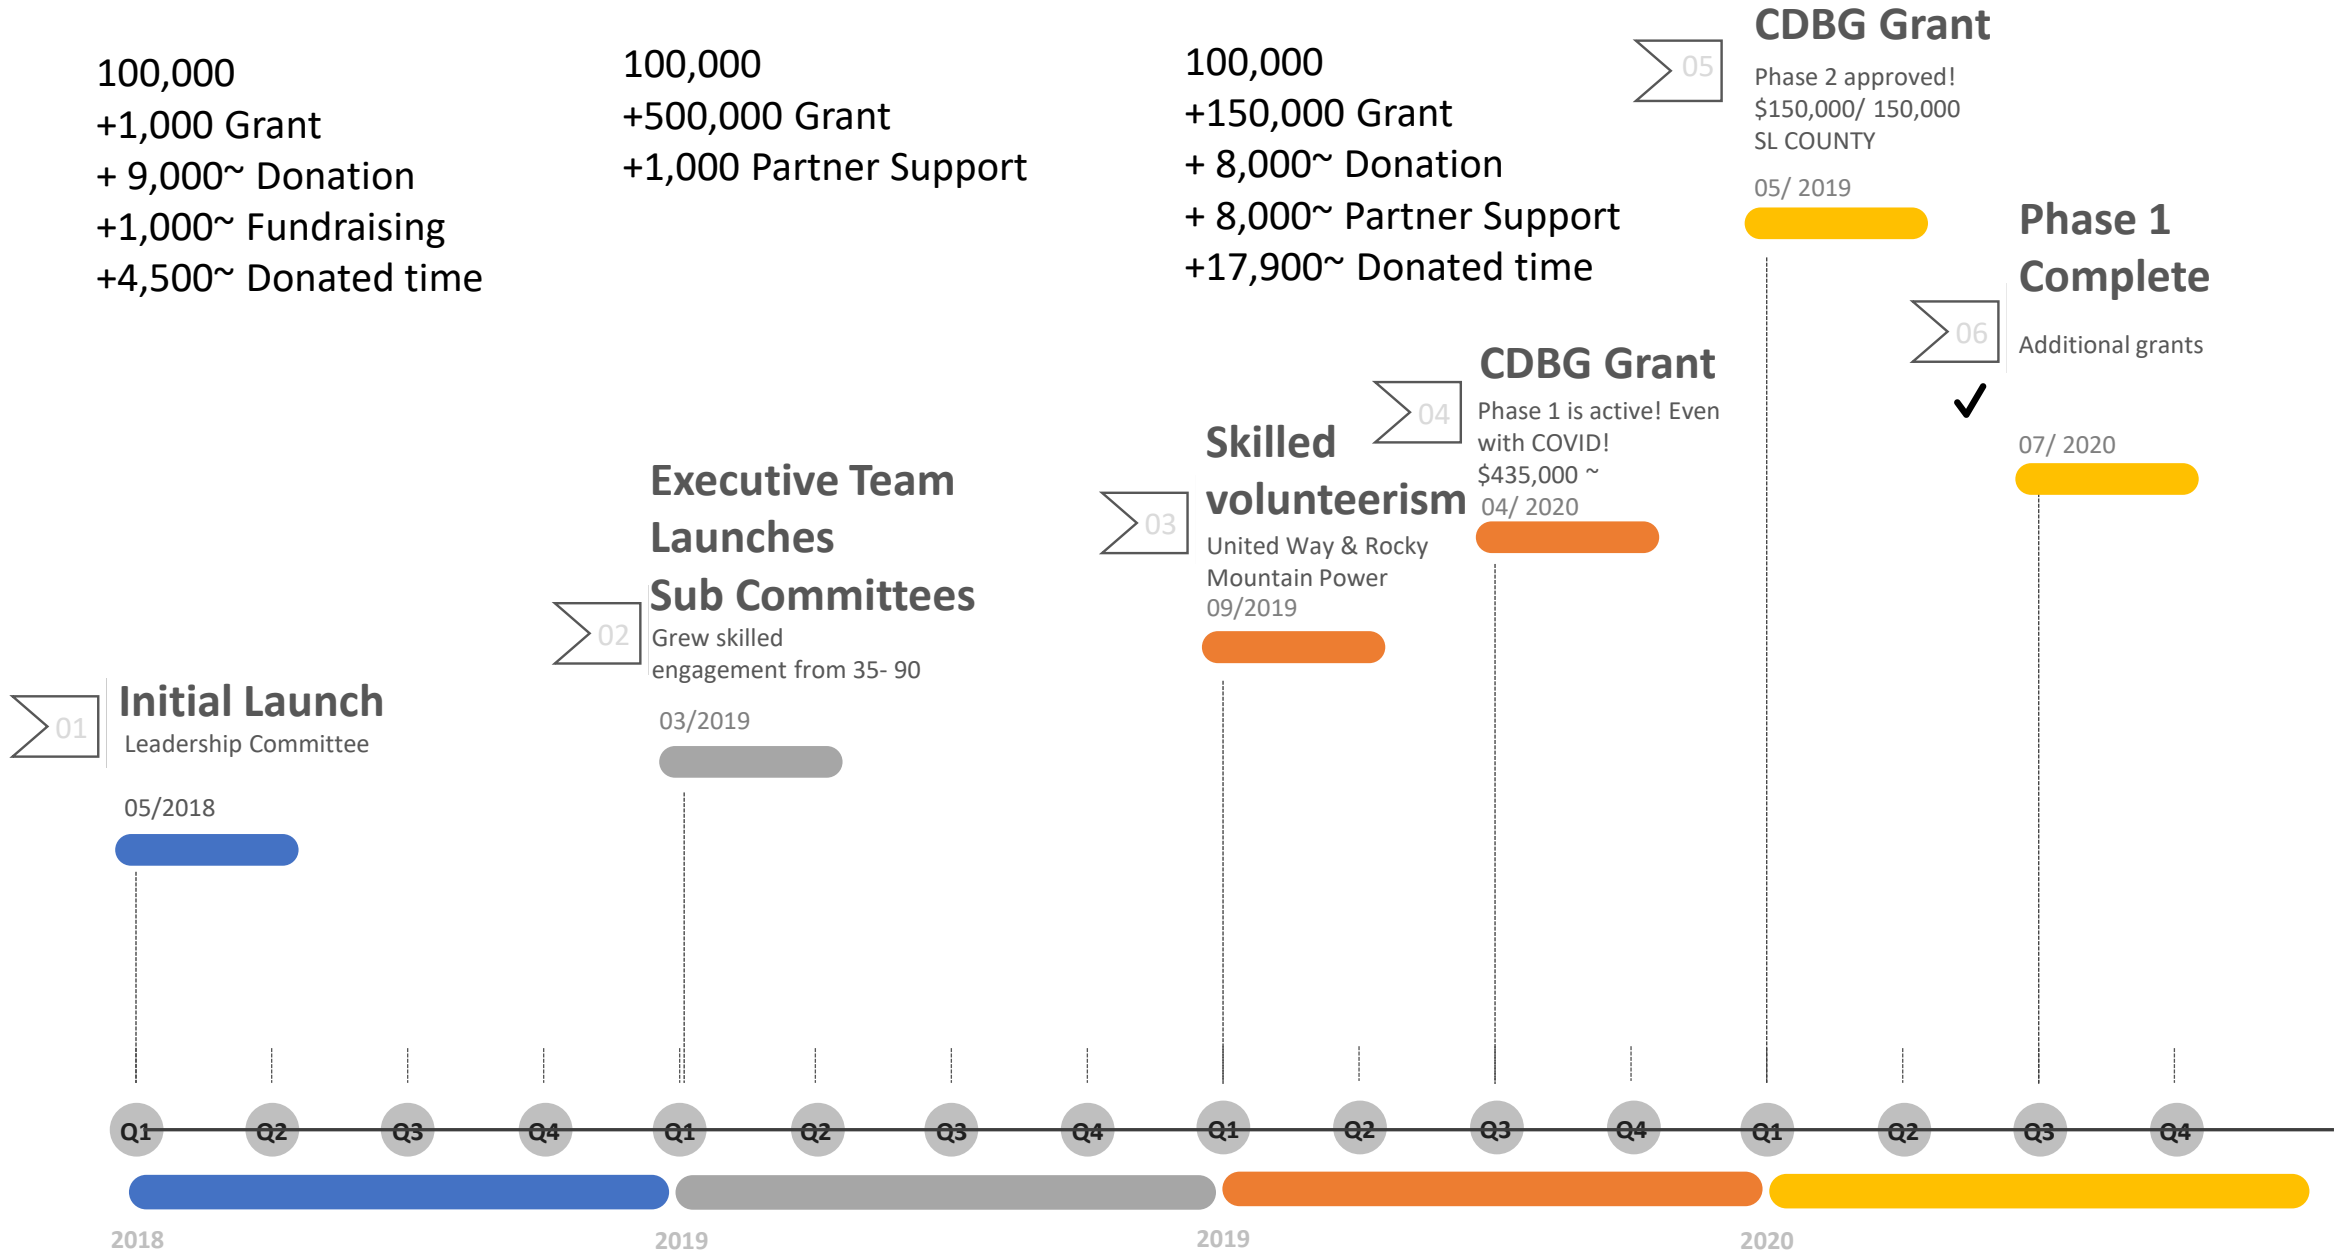 100,000
+1,000 Grant
+ 9,000~ Donation
+1,000~ Fundraising
+4,500~ Donated time
100,000
+500,000 Grant
+1,000 Partner Support
100,000
+150,000 Grant
+ 8,000~ Donation
+ 8,000~ Partner Support
+17,900~ Donated time
01
Initial Launch
Leadership Committee
05/2018
02
Executive Team
Launches
Sub Committees
Grew skilled
engagement from 35- 90
03/2019
03
Skilled
volunteerism
United Way & Rocky
Mountain Power
09/2019
04
CDBG Grant
Phase 1 is active! Even
with COVID!
$435,000 ~
04/ 2020
05
CDBG Grant
Phase 2 approved!
$150,000/ 150,000
SL COUNTY
05/ 2019
06
Phase 1
Complete
Additional grants
07/ 2020
Q1 Q2 Q3 Q4 Q1 Q2 Q3 Q4 Q1 Q2 Q3 Q4 Q1 Q2 Q3 Q4
2018 2019 2019 2020